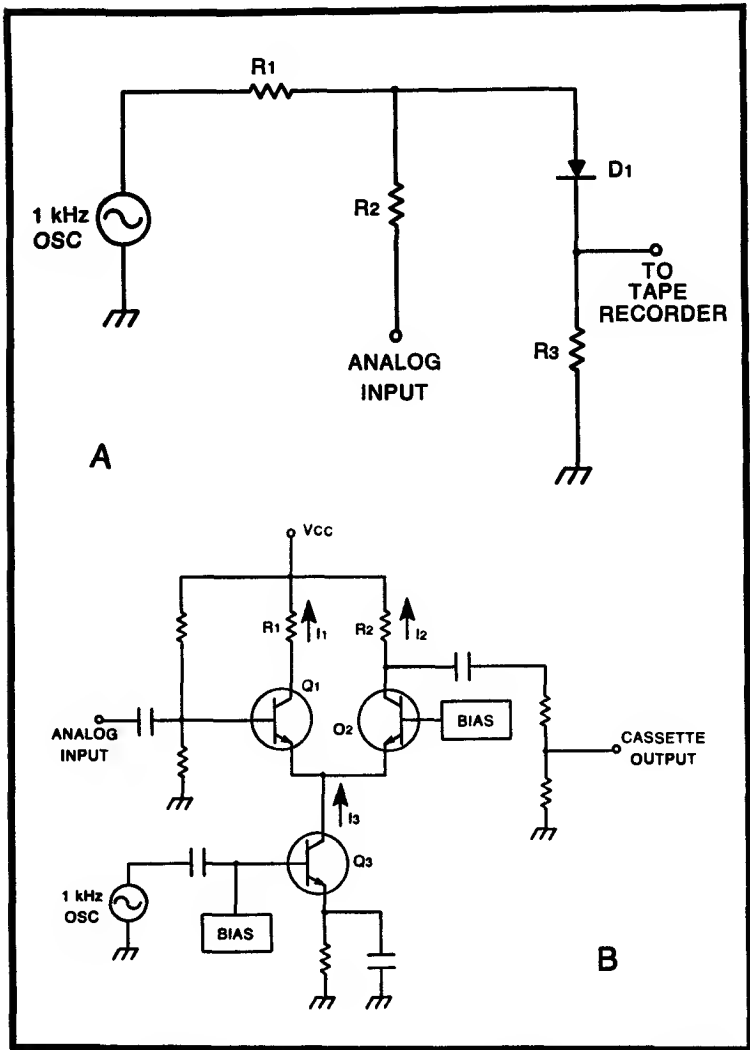 R1
1 kHz
OSC
R2
D1
TO
TAPE
RECORDER
ANALOG
INPUT
R3
A
VCC
R1
I1
R2
I2
Q1
ANALOG
INPUT
O2
BIAS
CASSETTE
OUTPUT
I3
Q3
1 kHz
OSC
BIAS
B